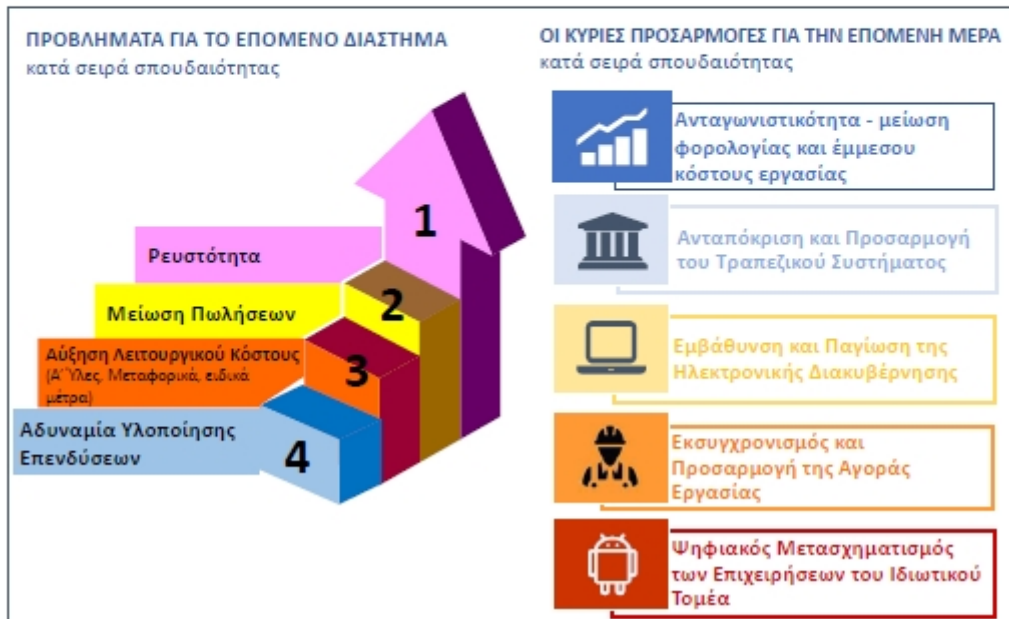 ΠΡΟΒΛΗΜΑΤΑ ΓΙΑ ΤΟ ΕΠΟΜΕΝΟ ΔΙΑΣΤΗΜΑ
κατά σειρά σπουδαιότητας
1
Ρευστότητα
2
Μείωση Πωλήσεων
3
Αύξηση Λειτουργικού Κόστους
(Α΄ Ύλες, Μεταφορικά, ειδικά
μέτρα)
4
Αδυναμία Υλοποίησης
Επενδύσεων
ΟΙ ΚΥΡΙΕΣ ΠΡΟΣΑΡΜΟΓΕΣ ΓΙΑ ΤΗΝ ΕΠΟΜΕΝΗ ΜΕΡΑ
κατά σειρά σπουδαιότητας
Ανταγωνιστικότητα - μείωση
φορολογίας και έμμεσου
κόστους εργασίας
Ανταπόκριση και Προσαρμογή
του Τραπεζικού Συστήματος
Εμβάθυνση και Παγίωση της
Ηλεκτρονικής Διακυβέρνησης
Εκσυγχρονισμός και
Προσαρμογή της Αγοράς
Εργασίας
Ψηφιακός Μετασχηματισμός
των Επιχειρήσεων του Ιδιωτικού
Τομέα